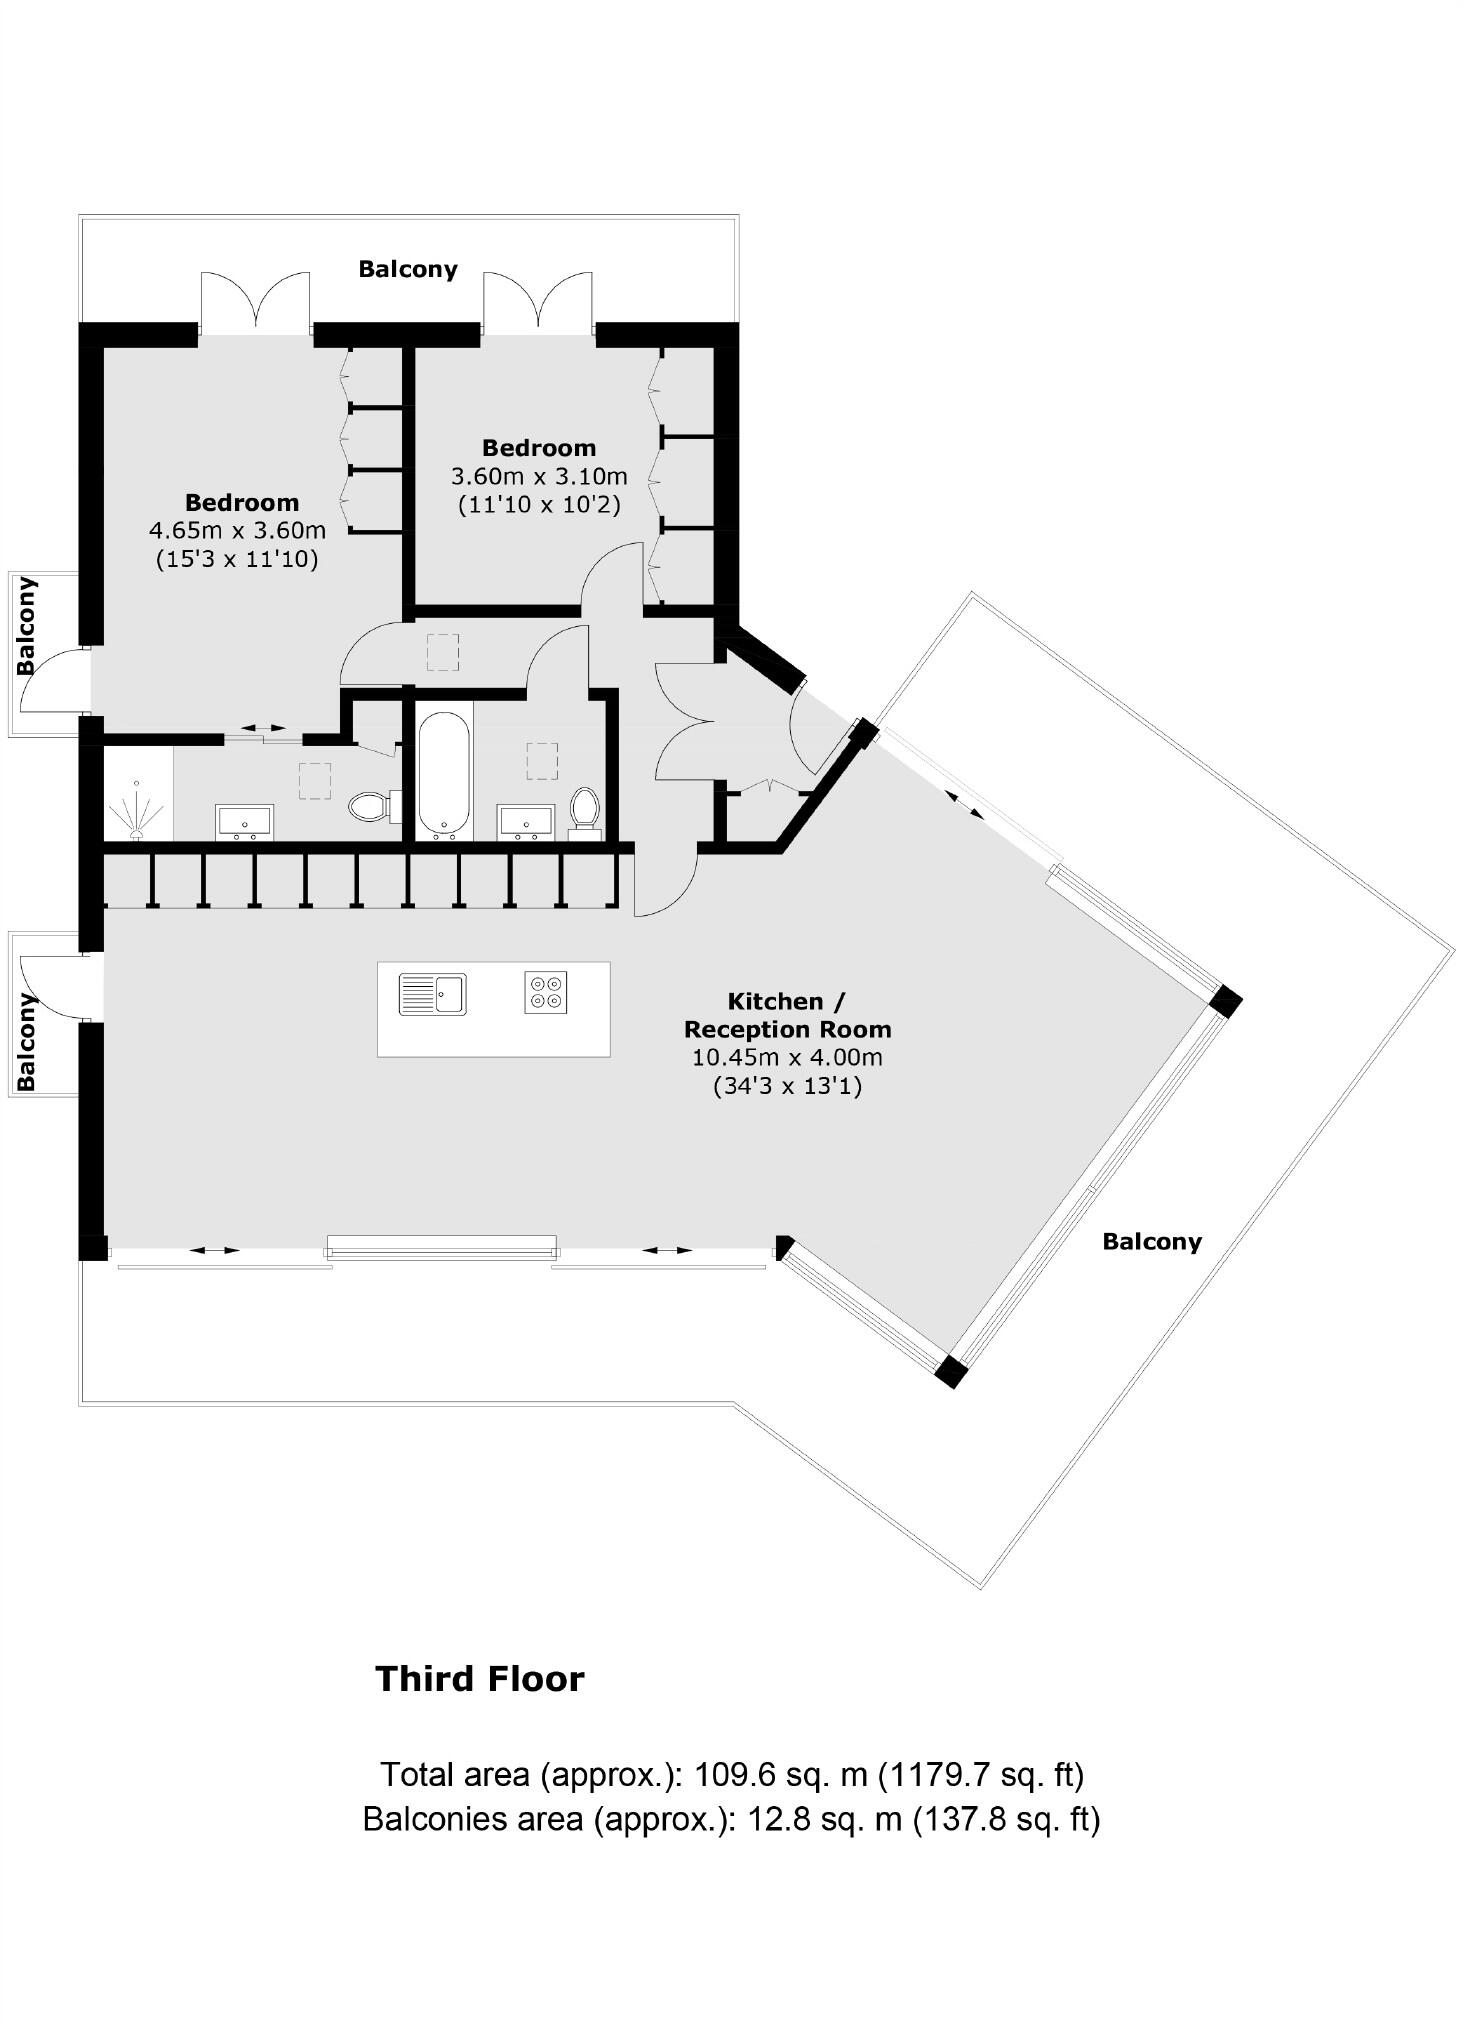 Balcony
Bedroom
3.60m x 3.10m
(11'10 x 10'2)
Bedroom
4.65m x 3.60m
(15'3 x 11'10)
Balcony
Balcony
Kitchen /
Reception Room
10.45m x 4.00m
(34'3 x 13'1)
Balcony
Third Floor
Total area (approx.): 109.6 sq. m (1179.7 sq. ft)
Balconies area (approx.): 12.8 sq. m (137.8 sq. ft)